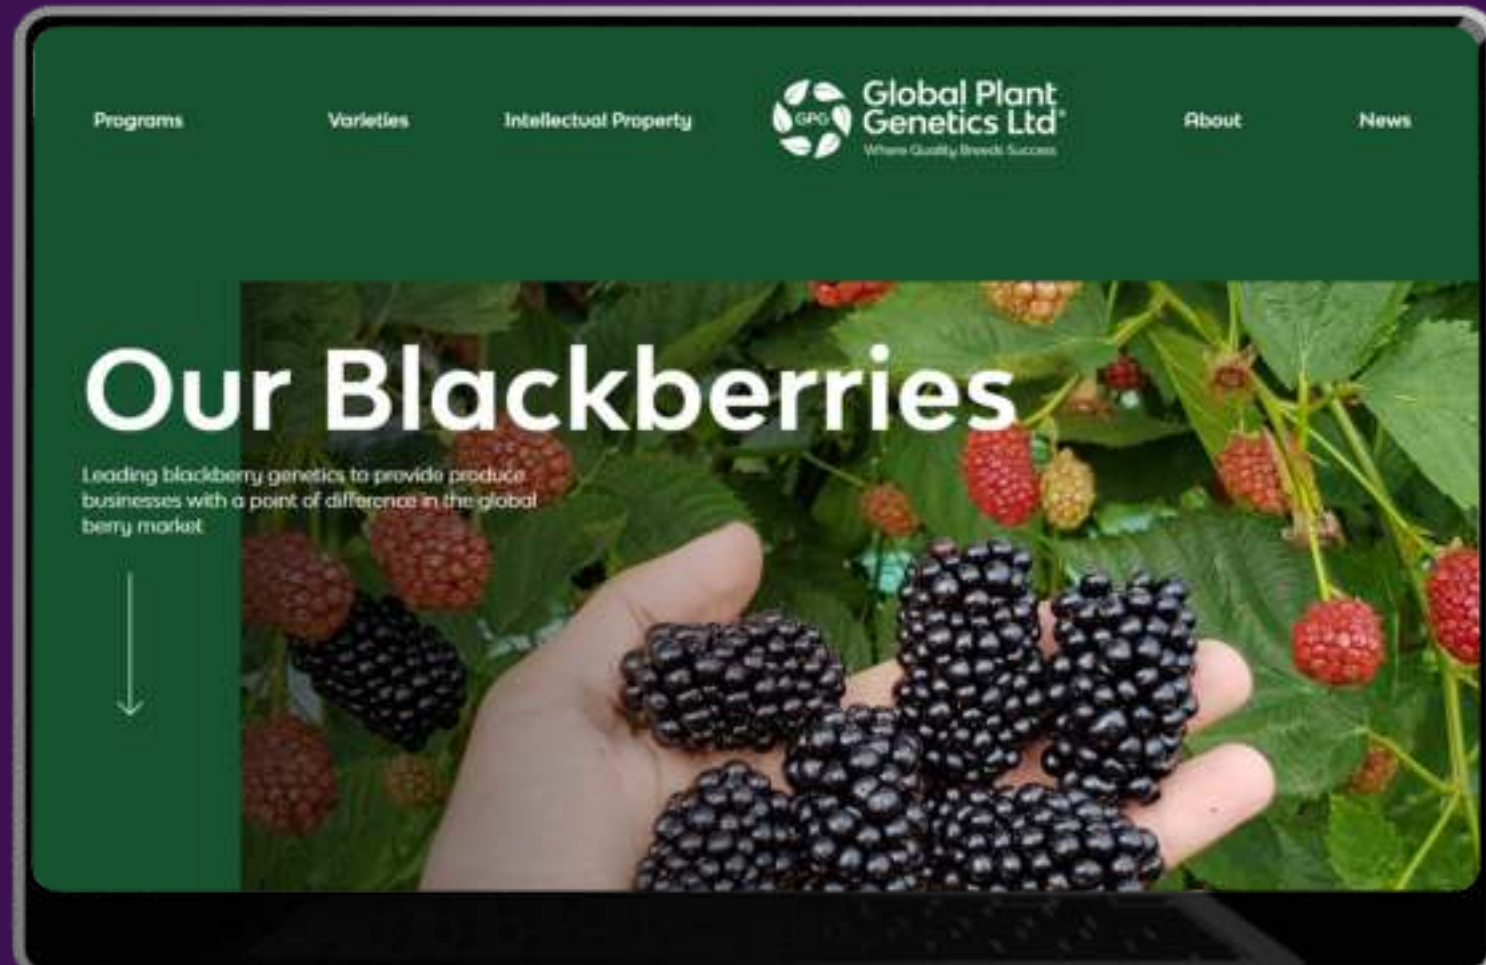 Programs
Varieties
Intellectual Property
GPG
Global Plant
Genetics Ltd®
Where Quality Breeds Success
About
News
Our Blackberries
Leading blackberry genetics to provide produce
businesses with a point of difference in the global
berry market